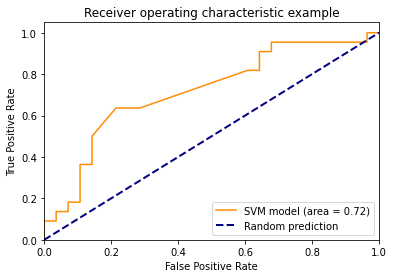 Receiver operating characteristic example
True Positive Rate
1.0
0.8
0.6
0.4
0.2
0.0
SVM model (area = 0.72)
Random prediction
0.0 0.2 0.4 0.6 0.8 1.0
False Positive Rate